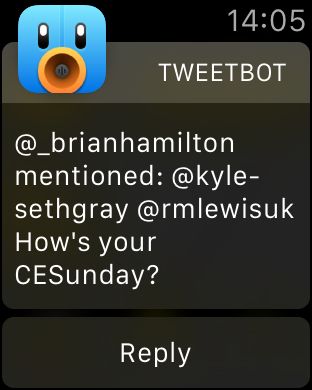 14:05
TWEETBOT
@_brianhamilton
mentioned: @kyle-
sethgray @rmlewisuk
How's your
CESunday?
Reply